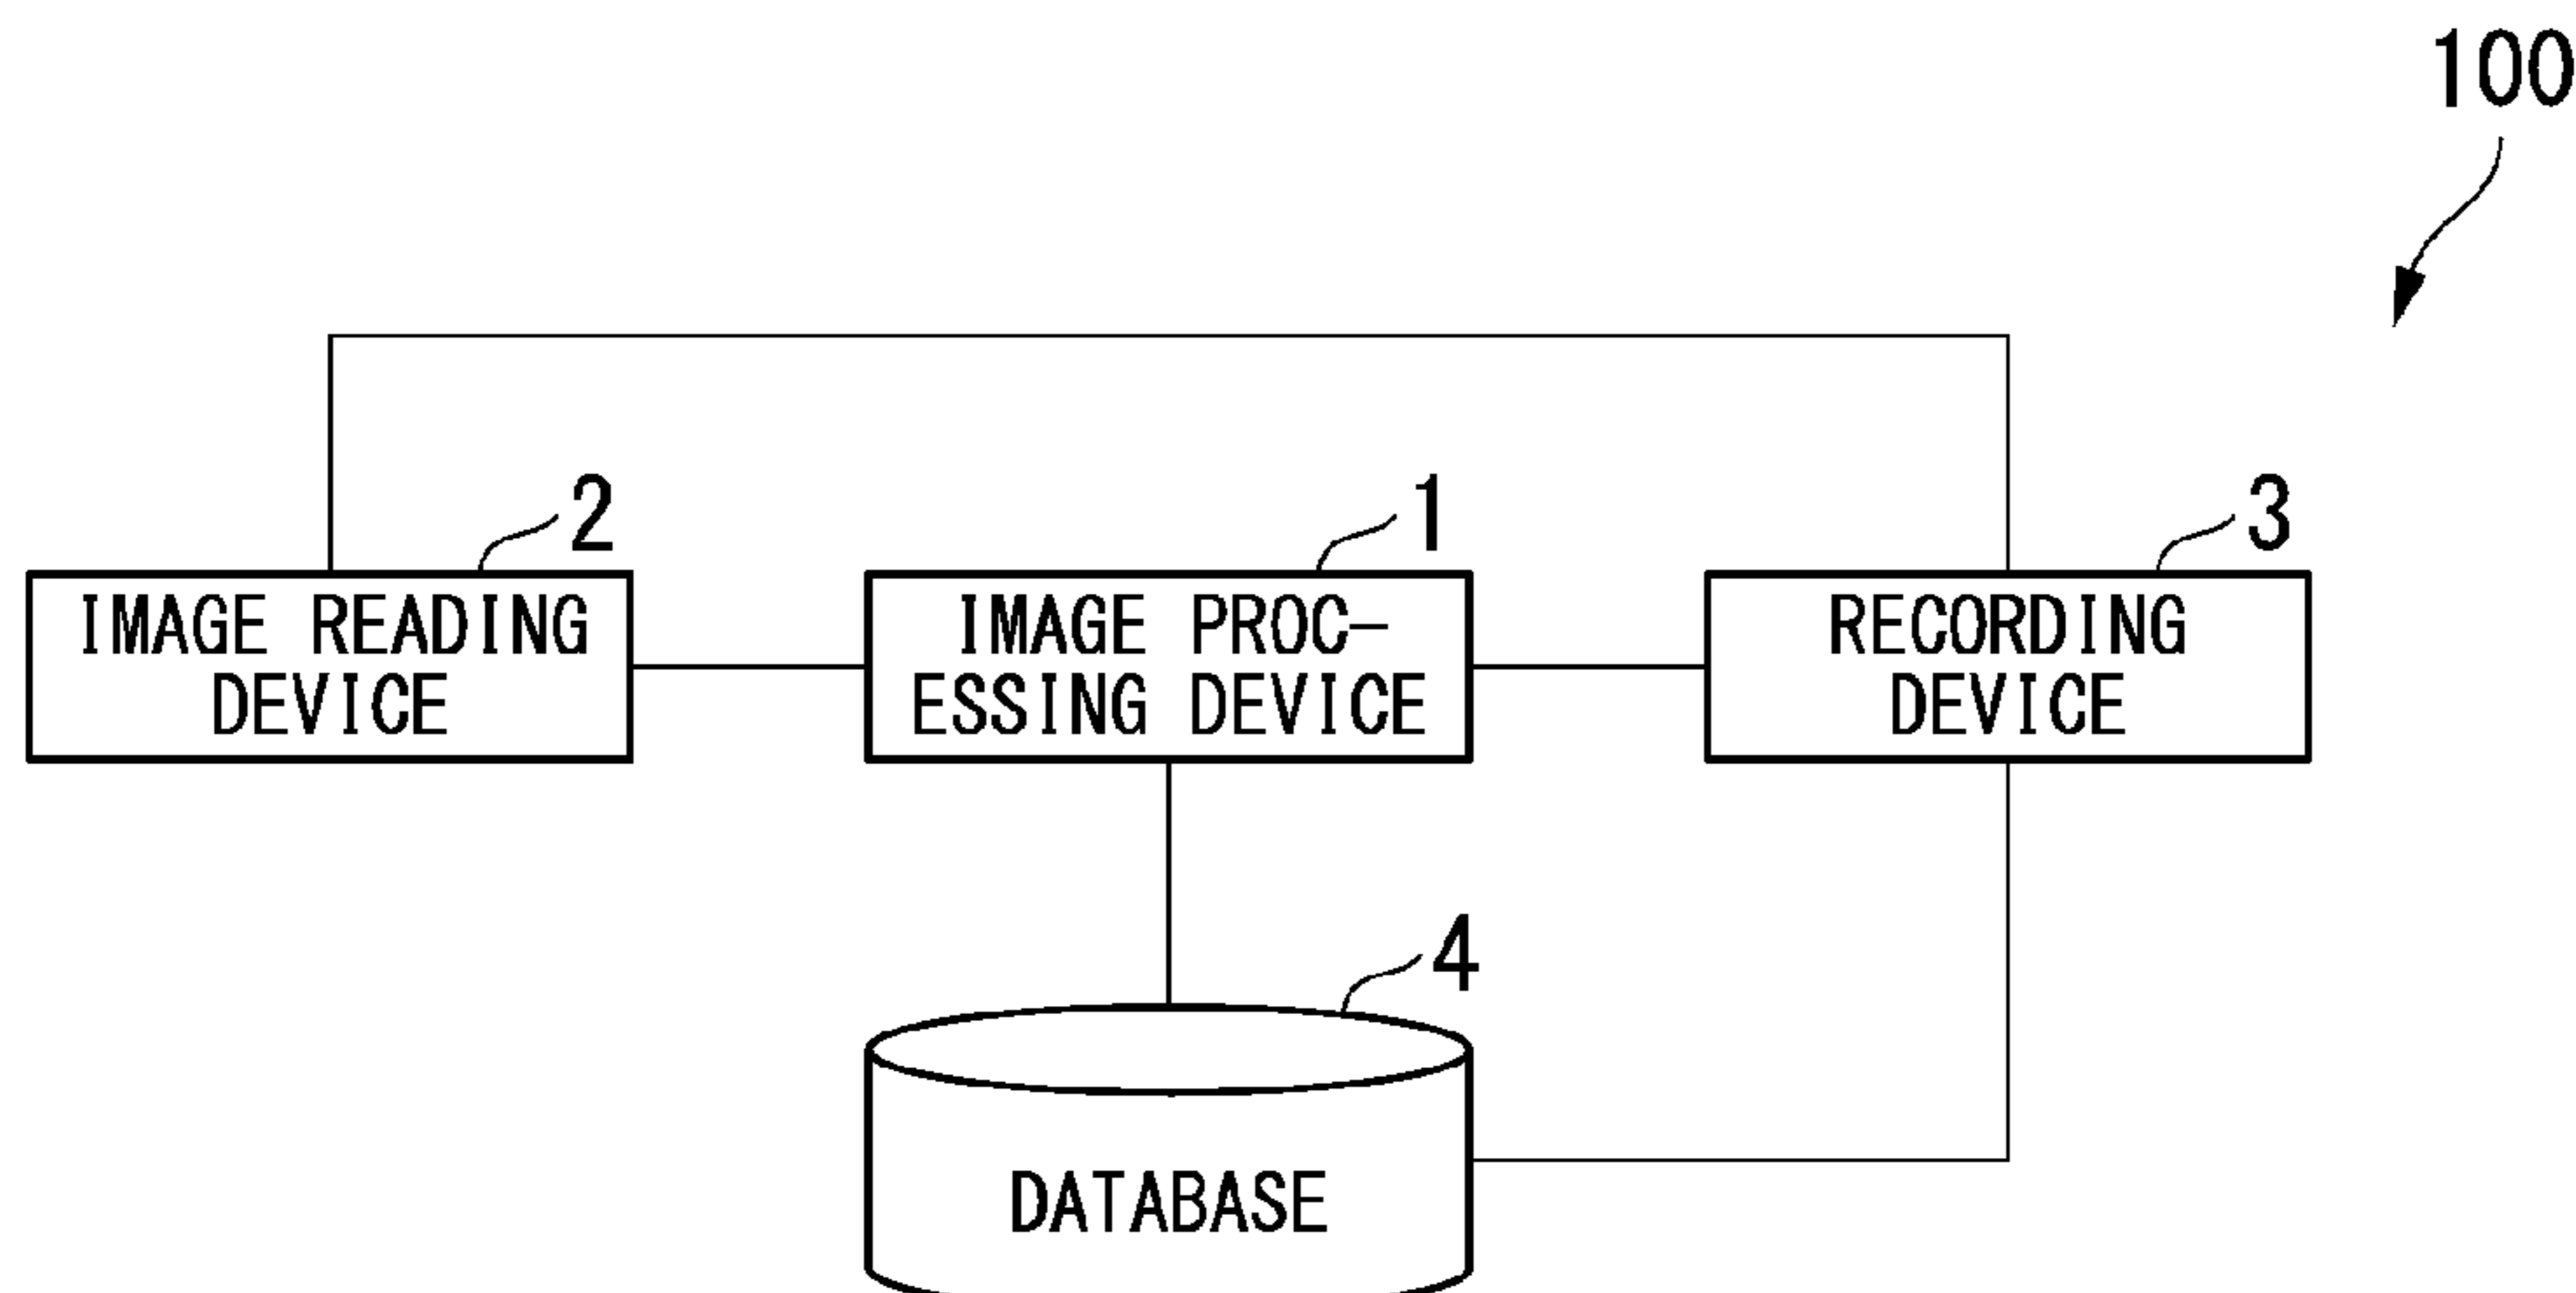 100
2
1
3
IMAGE READING
DEVICE
IMAGE PROC-
ESSING DEVICE
RECORDING
DEVICE
4
DATABASE